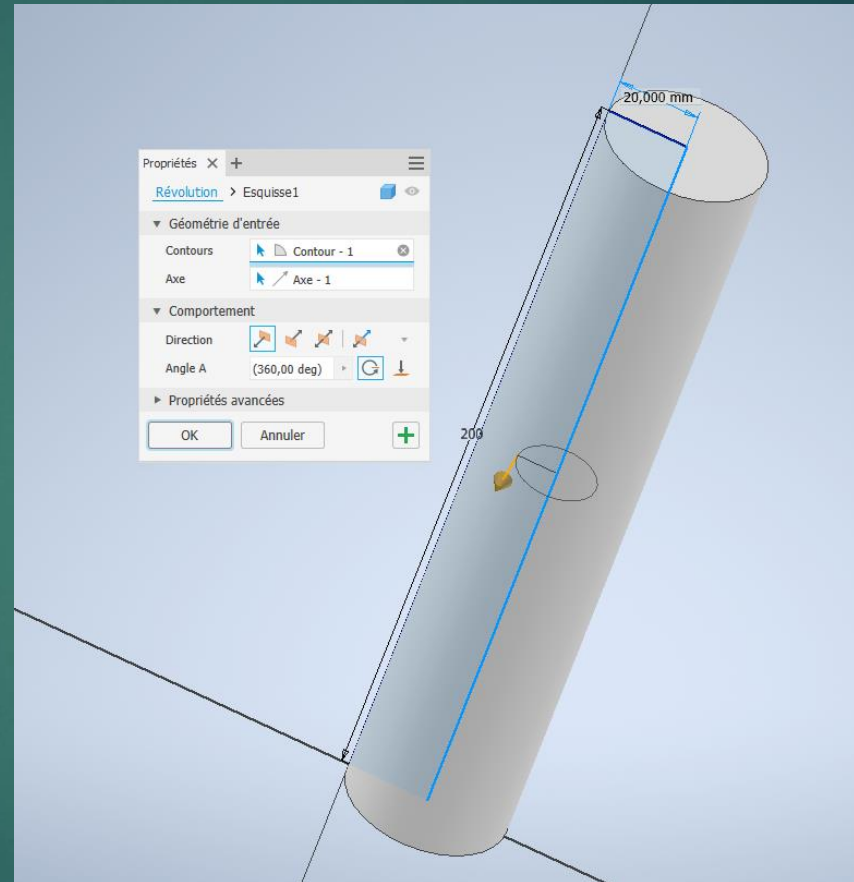 20,000 mm
Propriétés
Révolution > Esquisse1
Géométrie d'entrée
Contours Contour - 1
Axe Axe - 1
Comportement
Direction
Angle A (360,00 deg)
Propriétés avancées
OK Annuler
200